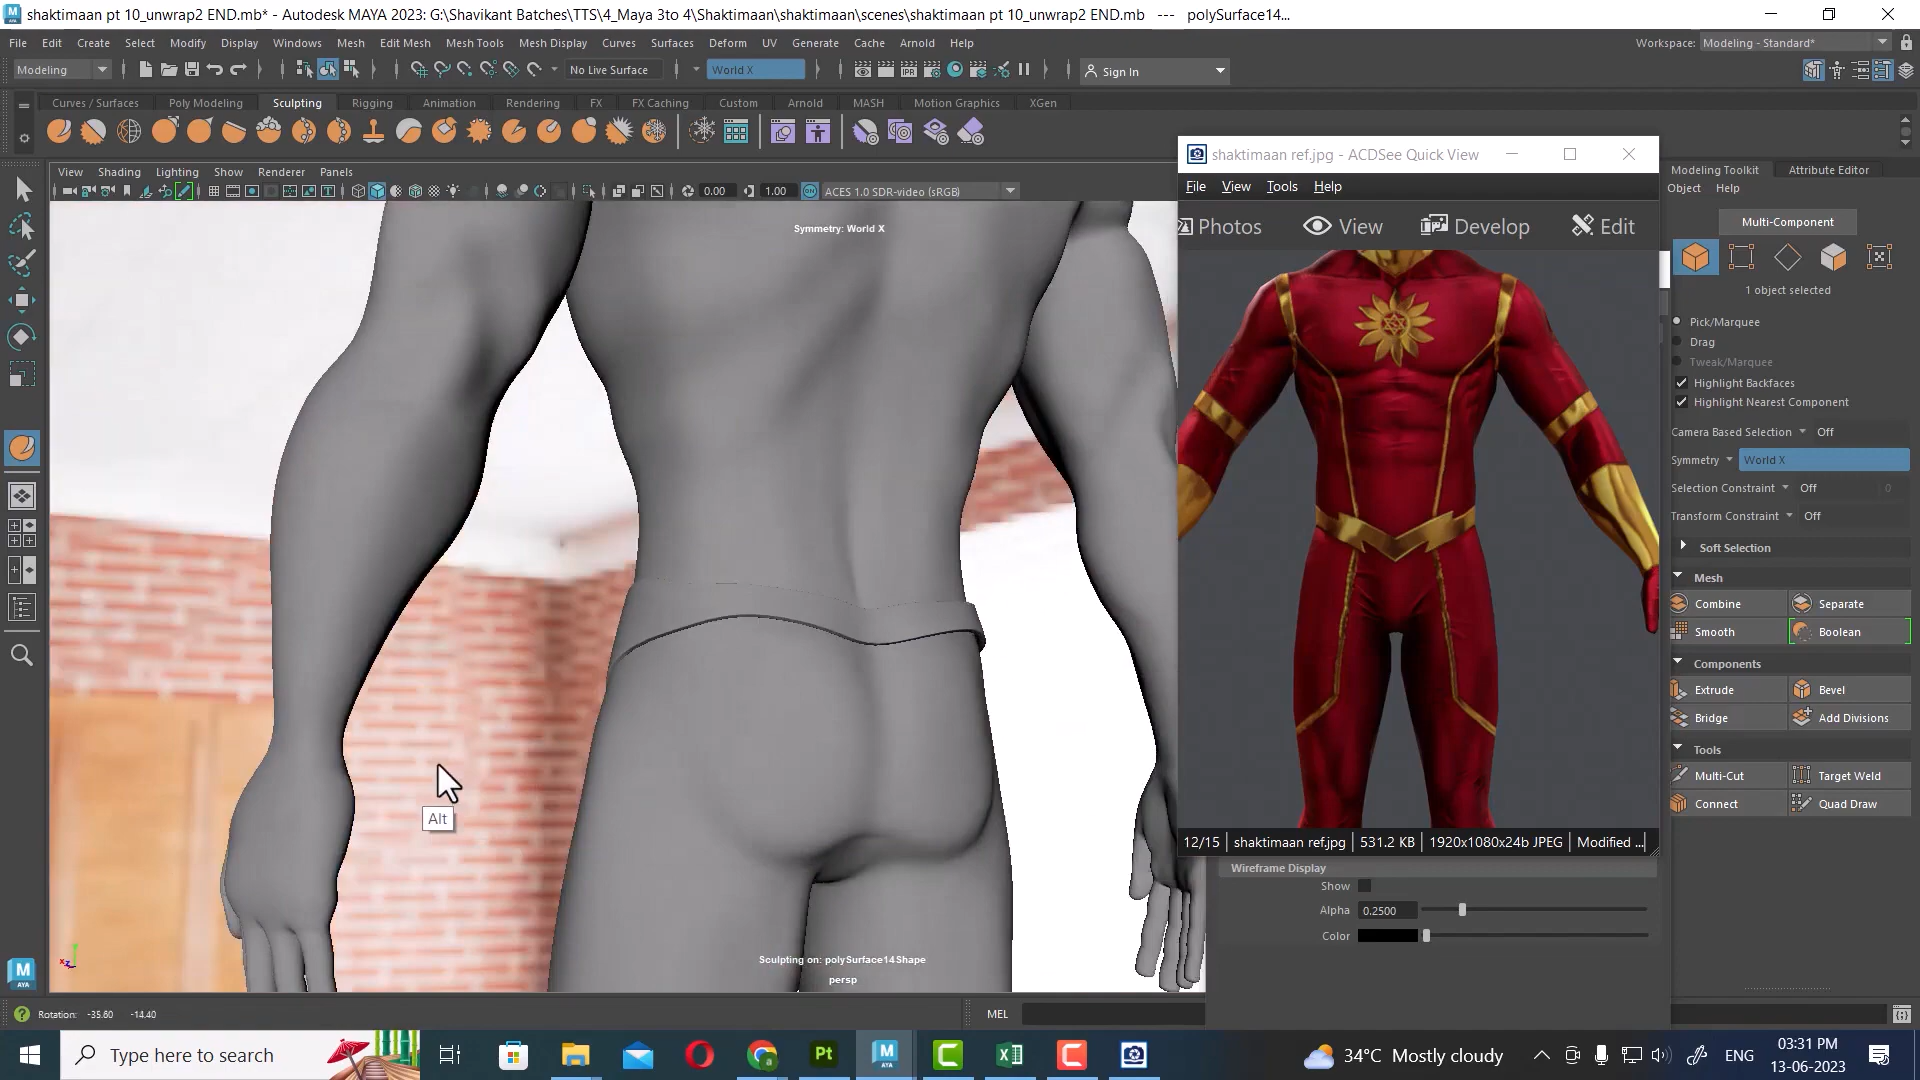 shaktimaan pt 10_unwrap2 END.mb* - Autodesk MAYA 2023: G:\Shavikant Batches\TTS\4_Maya 3to 4\Shaktimaan\shaktimaan\scenes\shaktimaan pt 10_unwrap2 END.mb --- polySurface14...
File Edit Create Select Modify Display Windows Mesh Edit Mesh Mesh Tools Mesh Display Curves Surfaces Deform UV Generate Cache Arnold Help Workspace: Modeling - Standard*
Modeling No Live Surface World X Sign In
Curves / Surfaces Poly Modeling Sculpting Rigging Animation Rendering FX FX Caching Custom Arnold MASH Motion Graphics XGen
View Shading Lighting Show Renderer Panels
0.00 1.00 ACES 1.0 SDR-video (sRGB)
Symmetry: World X
Alt
Sculpting on: polySurface14Shape
persp
shaktimaan ref.jpg - ACDSee Quick View
File View Tools Help
Photos View Develop Edit
12/15 shaktimaan ref.jpg 531.2 KB 1920x1080x24b JPEG Modified ...
Wireframe Display
Show
Alpha 0.2500
Color
Modeling Toolkit Attribute Editor
Object Help
Multi-Component
1 object selected
Pick/Marquee
Drag
Tweak/Marquee
Highlight Backfaces
Highlight Nearest Component
Camera Based Selection Off
Symmetry World X
Selection Constraint Off 0
Transform Constraint Off
Soft Selection
Mesh
Combine Separate
Smooth Boolean
Components
Extrude Bevel
Bridge Add Divisions
Tools
Multi-Cut Target Weld
Connect Quad Draw
M
AYA
Rotation: -35.60 -14.40 MEL
Type here to search
Pt
34°C Mostly cloudy
ENG
03:31 PM
13-06-2023